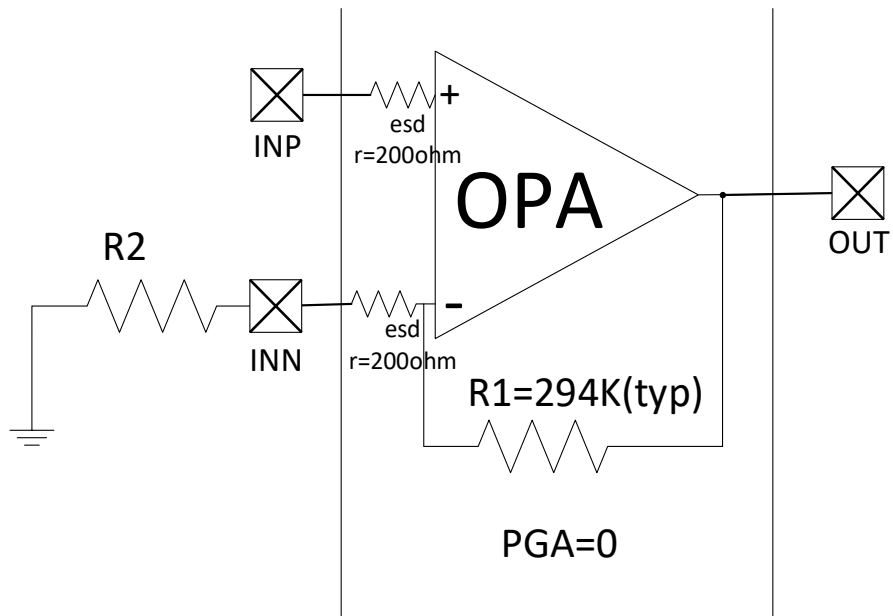 +
esd
r=200ohm
INP
OPA
OUT
R2
-
esd
r=200ohm
INN
R1=294K(typ)
PGA=0